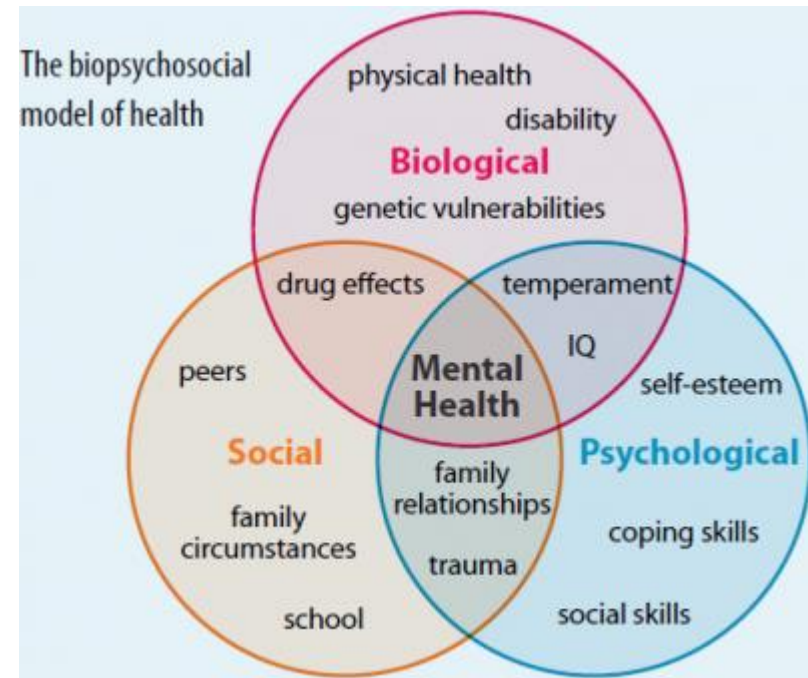 The biopsychosocial
model of health
physical health
disability
Biological
genetic vulnerabilities
drug effects
temperament
IQ
Mental
Health
peers
self-esteem
Social
Psychological
family
relationships
family
circumstances
coping skills
trauma
school
social skills